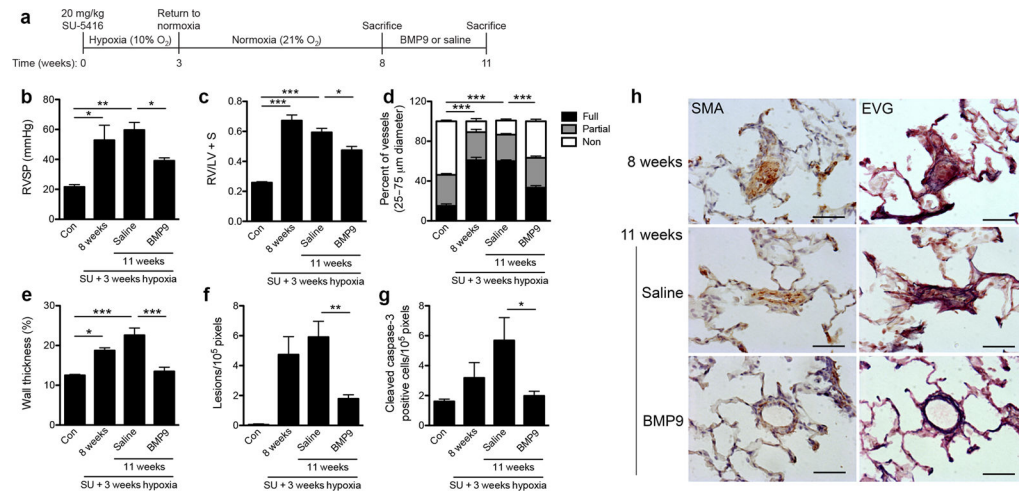 a
20 mg/kg
SU-5416
Return to
normoxia
Sacrifice
Sacrifice
Hypoxia (10% O₂)
Normoxia (21% O₂)
BMP9 or saline
Time (weeks): 0 3 8 11
b
RVSP (mmHg)
80
60
40
20
0
**
*
*
Con
8 weeks
Saline
BMP9
11 weeks
SU + 3 weeks hypoxia
c
RV/LV + S
0.8
0.6
0.4
0.2
0.0
***
***
*
Con
8 weeks
Saline
BMP9
11 weeks
SU + 3 weeks hypoxia
d
Percent of vessels
(25–75 µm diameter)
120
80
40
0
***
***
***
Full
Partial
Non
Con
8 weeks
Saline
BMP9
11 weeks
SU + 3 weeks hypoxia
e
Wall thickness (%)
30
20
10
0
***
*
***
Con
8 weeks
Saline
BMP9
11 weeks
SU + 3 weeks hypoxia
f
Lesions/10⁵ pixels
8
6
4
2
0
**
Con
8 weeks
Saline
BMP9
11 weeks
SU + 3 weeks hypoxia
g
Cleaved caspase-3
positive cells/10⁵ pixels
8
6
4
2
0
*
Con
8 weeks
Saline
BMP9
11 weeks
SU + 3 weeks hypoxia
h
SMA EVG
8 weeks
11 weeks
Saline
BMP9